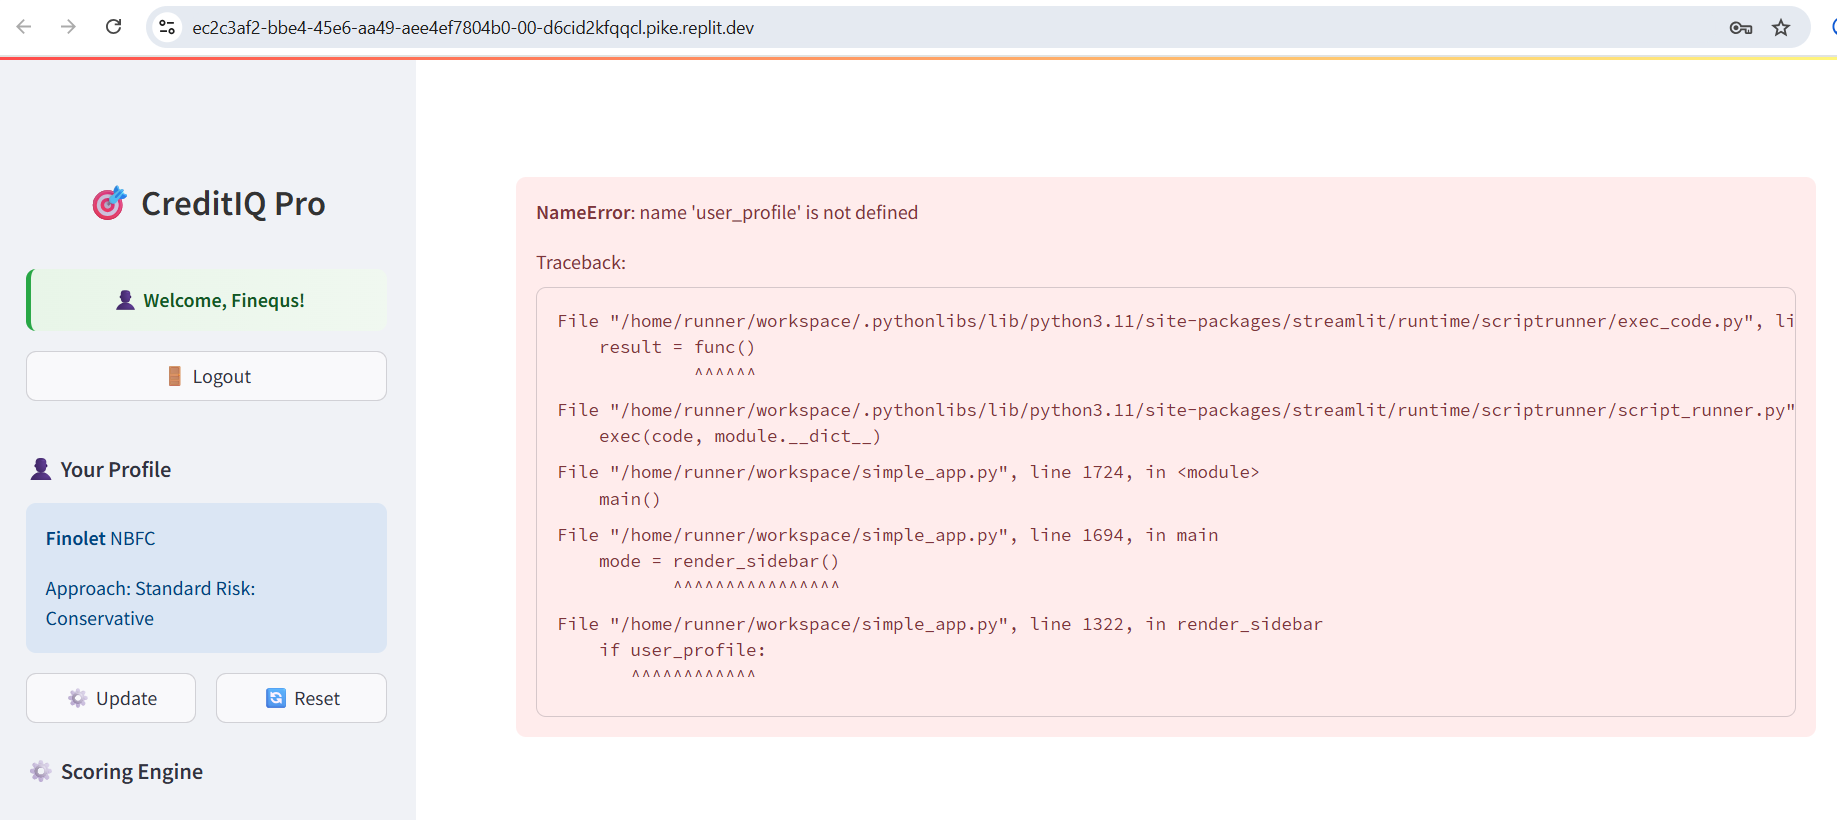 ec2c3af2-bbe4-45e6-aa49-aee4ef7804b0-00-d6cid2kfqqcl.pike.replit.dev
CreditIQ Pro
Welcome, Finequs!
Logout
Your Profile
Finolet NBFC
Approach: Standard Risk:
Conservative
Update
Reset
Scoring Engine
NameError: name 'user_profile' is not defined
Traceback:
File "/home/runner/workspace/.pythonlibs/lib/python3.11/site-packages/streamlit/runtime/scriptrunner/exec_code.py", li
result = func()
^^^^^^
File "/home/runner/workspace/.pythonlibs/lib/python3.11/site-packages/streamlit/runtime/scriptrunner/script_runner.py"
exec(code, module.__dict__)
File "/home/runner/workspace/simple_app.py", line 1724, in <module>
main()
File "/home/runner/workspace/simple_app.py", line 1694, in main
mode = render_sidebar()
^^^^^^^^^^^^^^^^
File "/home/runner/workspace/simple_app.py", line 1322, in render_sidebar
if user_profile:
^^^^^^^^^^^^